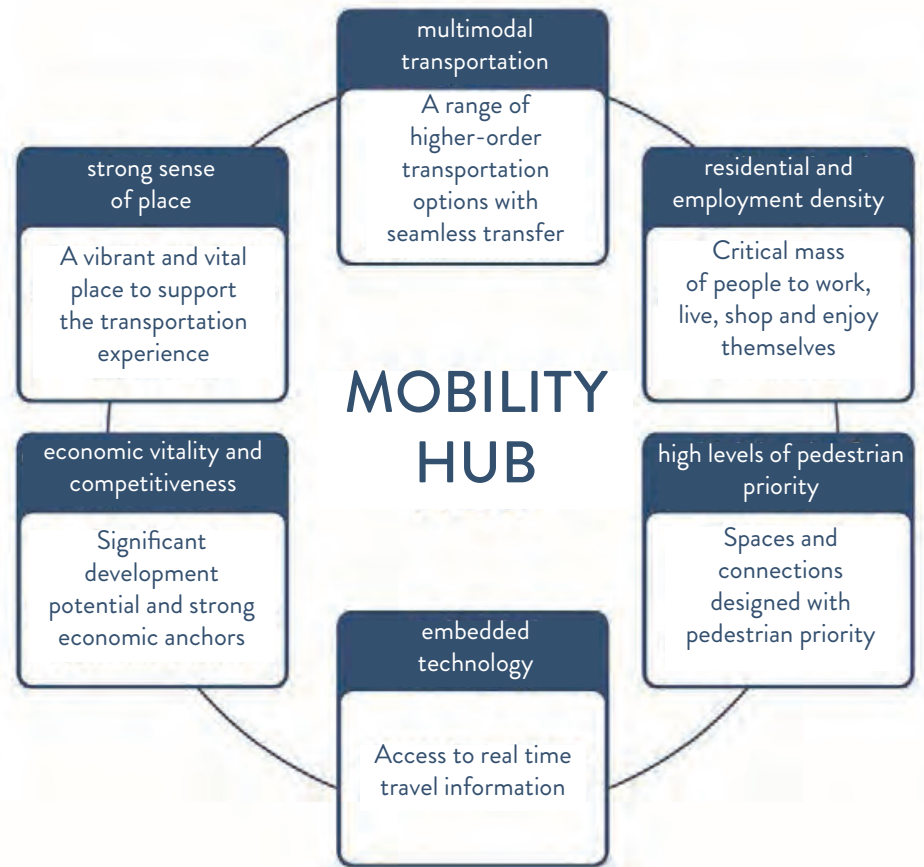 multimodal
transportation
A range of
higher-order
transportation
options with
seamless transfer
residential and
employment density
Critical mass
of people to work,
live, shop and enjoy
themselves
high levels of pedestrian
priority
Spaces and
connections
designed with
pedestrian priority
embedded
technology
Access to real time
travel information
economic vitality and
competitiveness
Significant
development
potential and strong
economic anchors
strong sense
of place
A vibrant and vital
place to support
the transportation
experience
MOBILITY
HUB